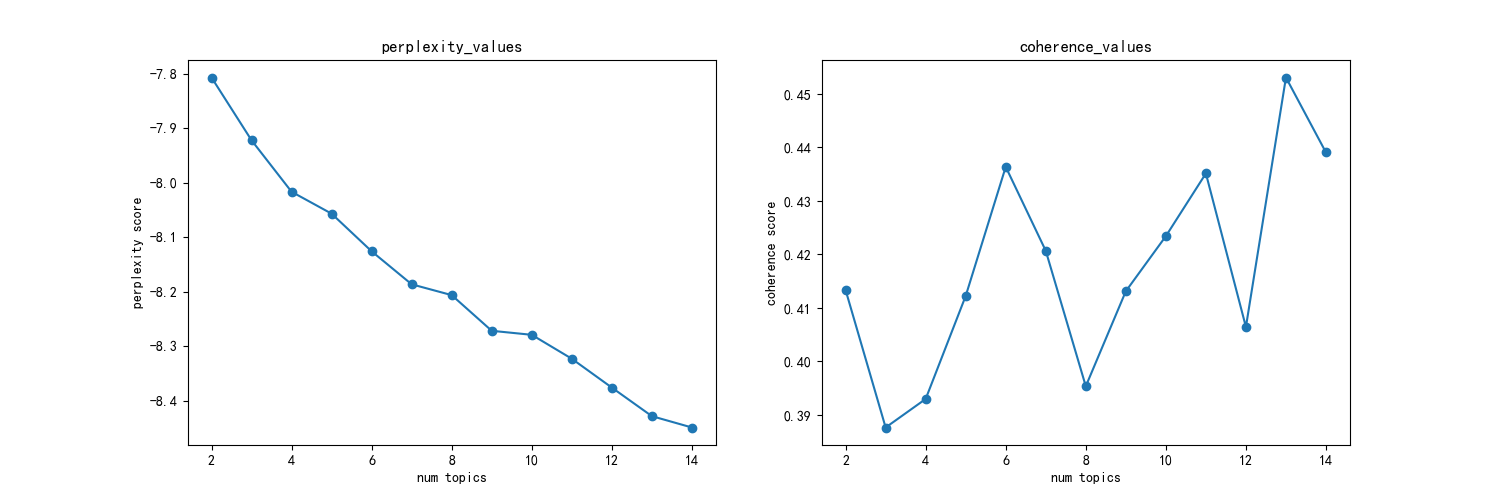 perplexity_values
−7.8
−7.9
−8.0
−8.1
−8.2
−8.3
−8.4
perplexity score
2 4 6 8 10 12 14
num topics
coherence_values
0.45
0.44
0.43
0.42
0.41
0.40
0.39
coherence score
2 4 6 8 10 12 14
num topics